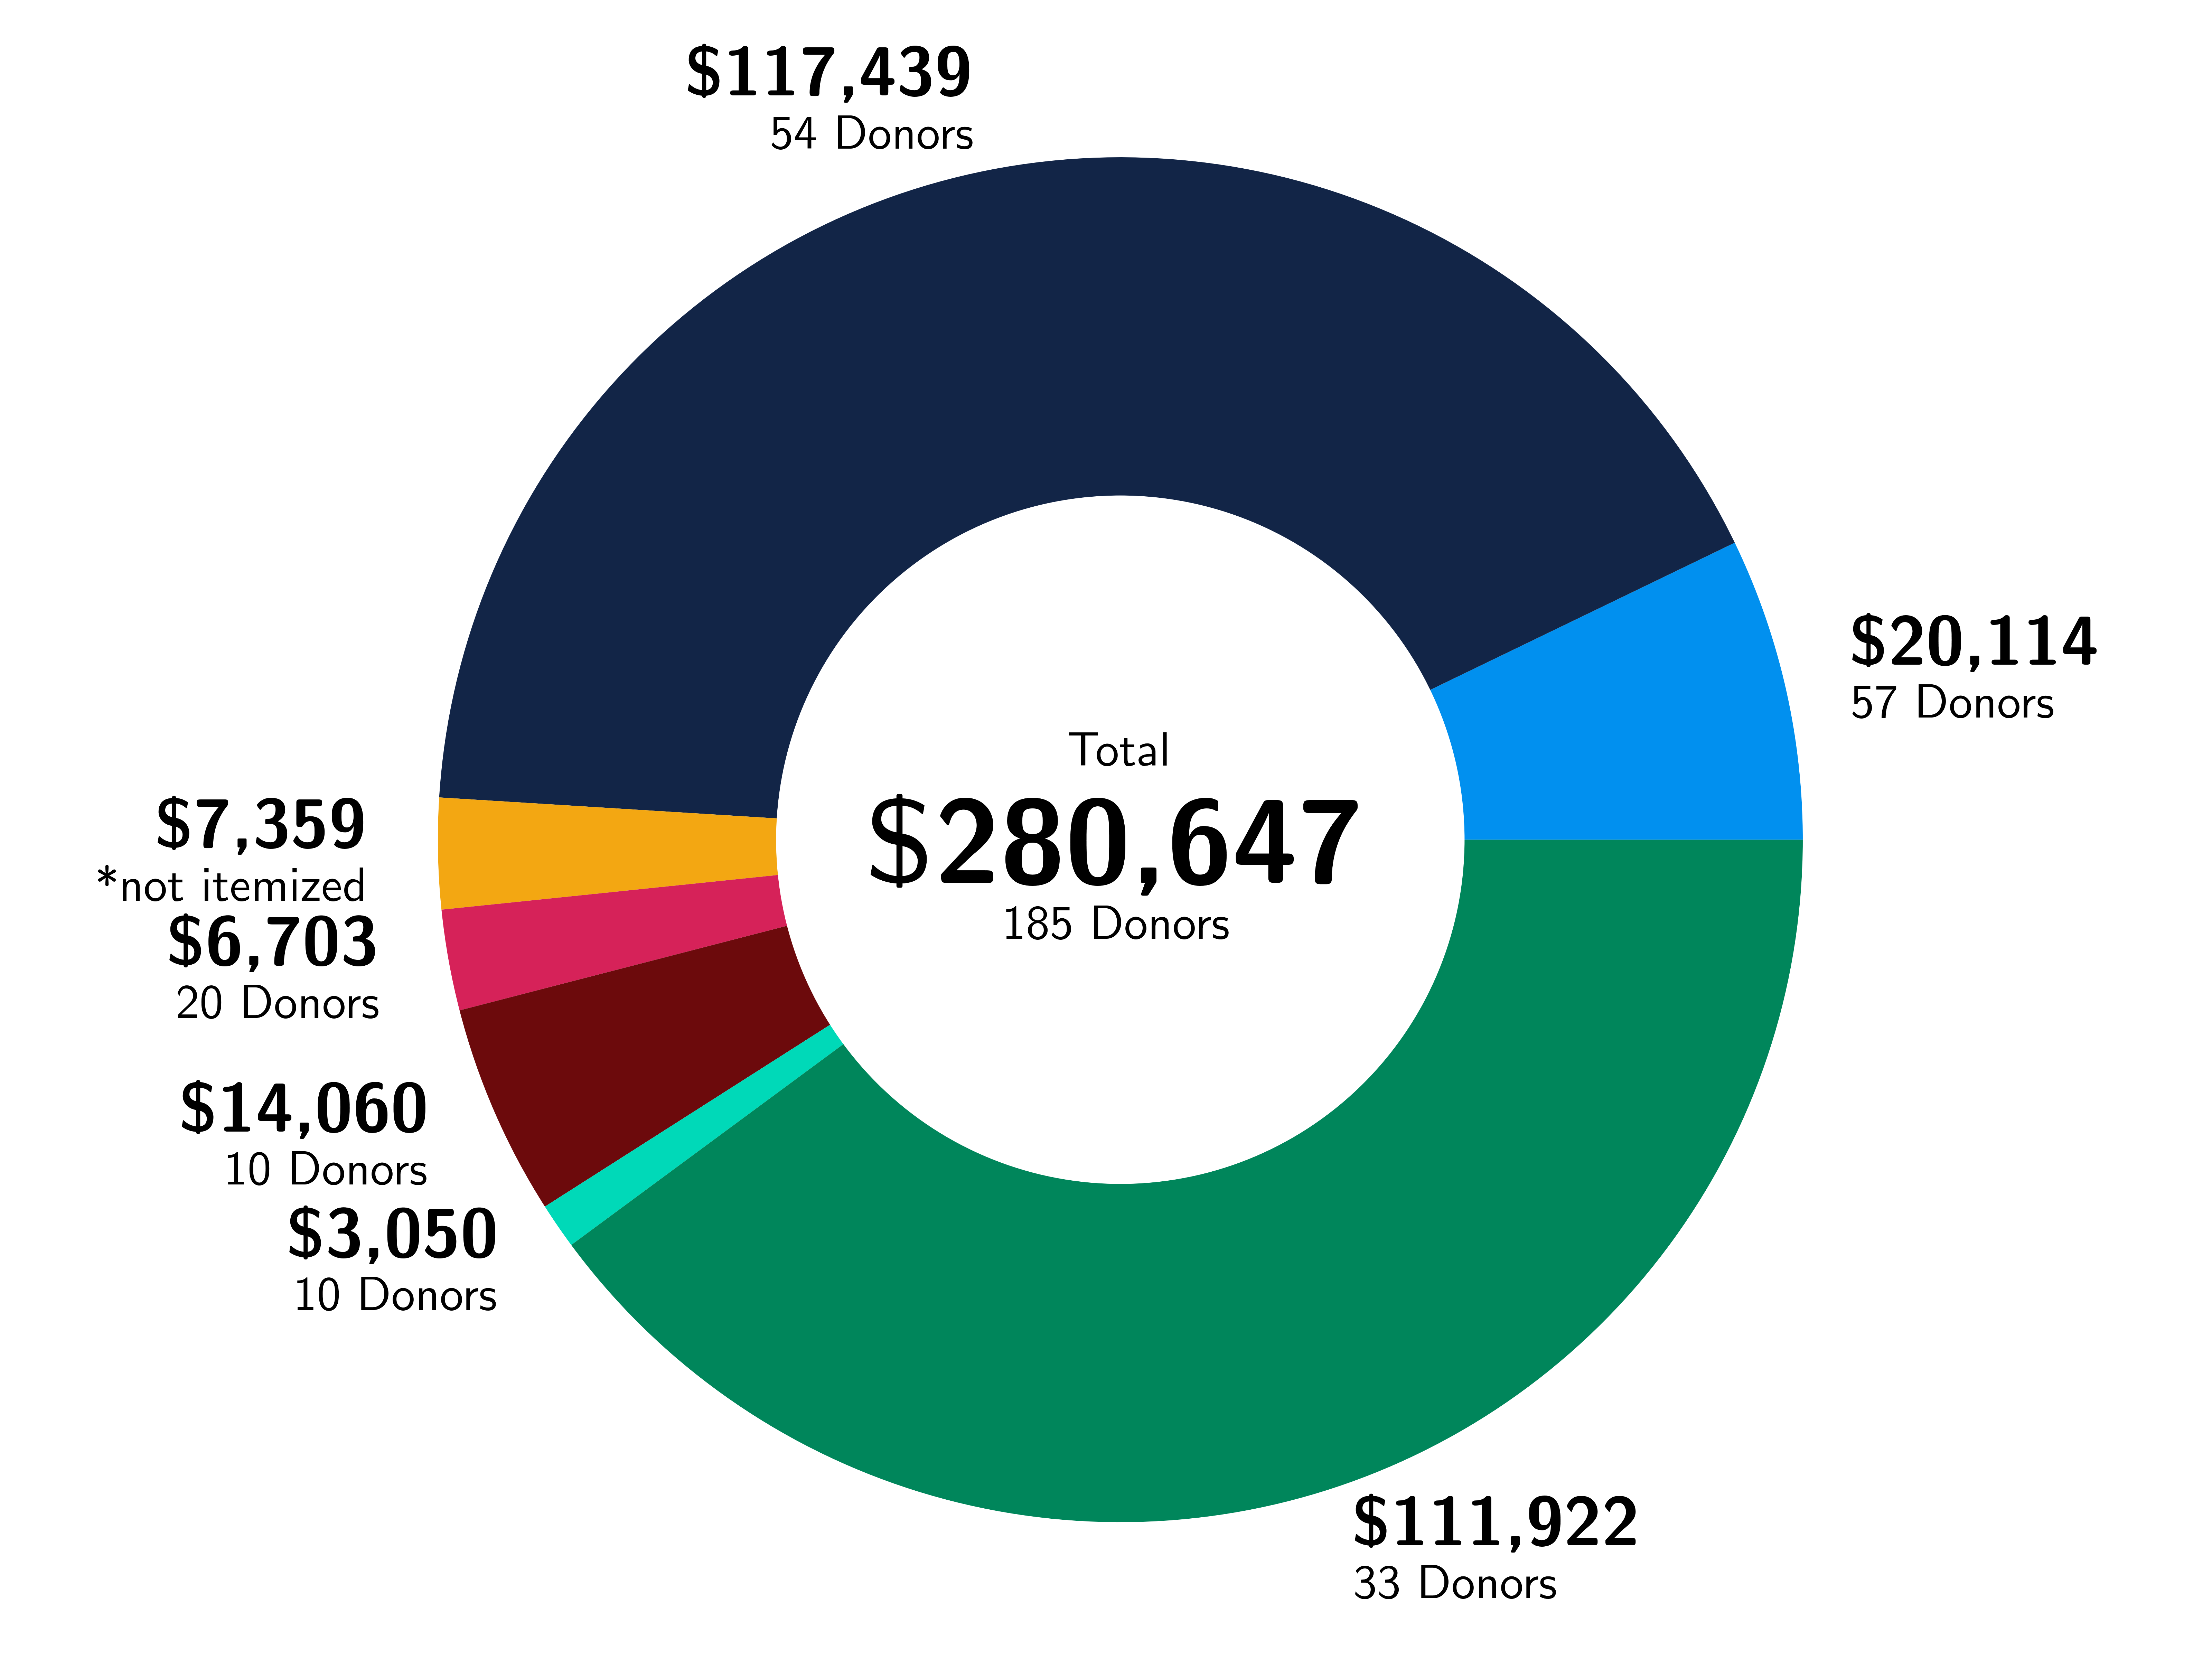 $117,439
54 Donors
$20,114
57 Donors
Total
$280,647
185 Donors
$7,359
*not itemized
$6,703
20 Donors
$14,060
10 Donors
$3,050
10 Donors
$111,922
33 Donors